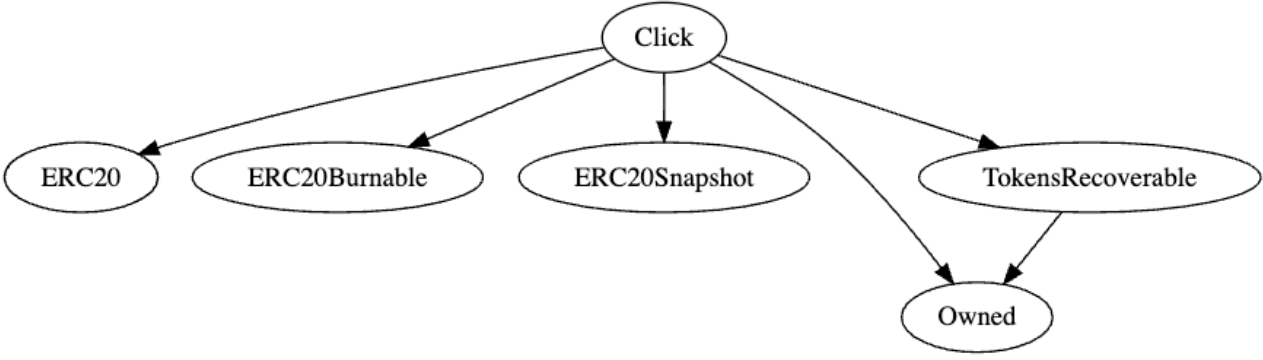 Click
ERC20
ERC20Burnable
ERC20Snapshot
TokensRecoverable
Owned